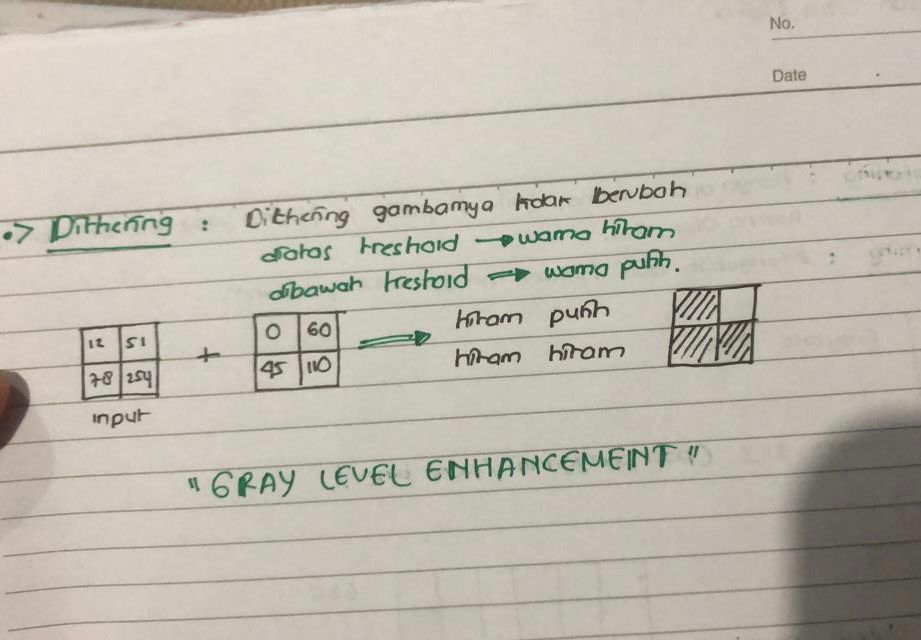 No.
Date
•> Dithering : Dithering gambarnya tidak berubah
diatas treshold → warna hitam
dibawah treshold → warna putih.
12 51
78 254
input
+
0 60
45 110
⇒
hitam putih
hitam hitam
"GRAY LEVEL ENHANCEMENT"